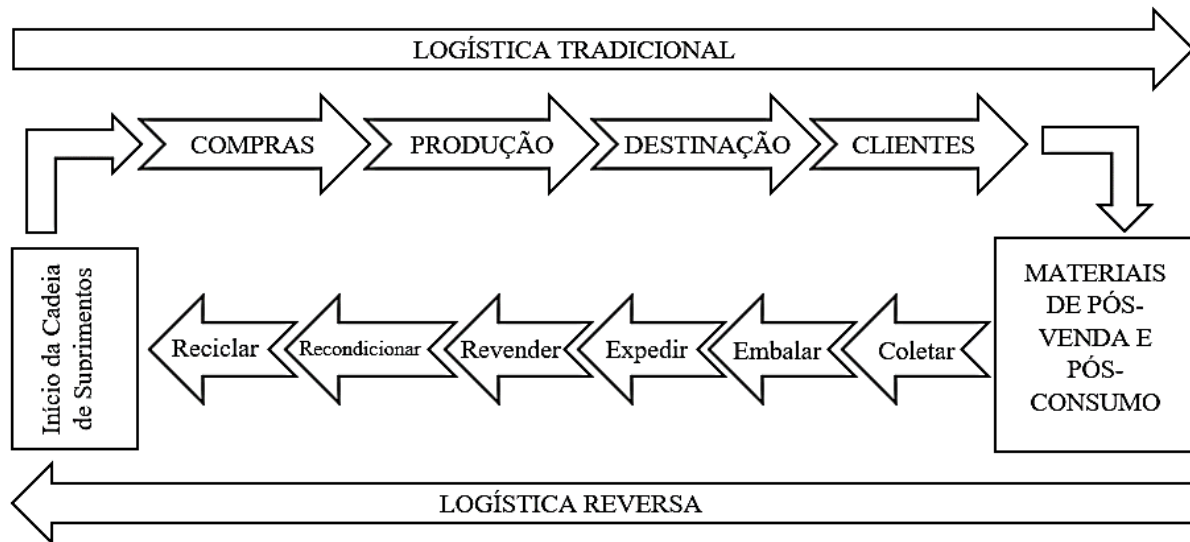 LOGÍSTICA TRADICIONAL
COMPRAS
PRODUÇÃO
DESTINAÇÃO
CLIENTES
Início da Cadeia
de Suprimentos
Reciclar
Recondicionar
Revender
Expedir
Embalar
Coletar
MATERIAIS
DE PÓS-
VENDA E
PÓS-
CONSUMO
LOGÍSTICA REVERSA